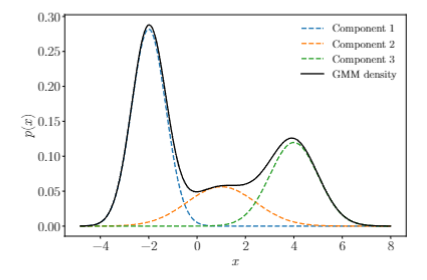 0.30
0.25
0.20
0.15
0.10
0.05
0.00
p(x)
Component 1
Component 2
Component 3
GMM density
−4 −2 0 2 4 6 8
x